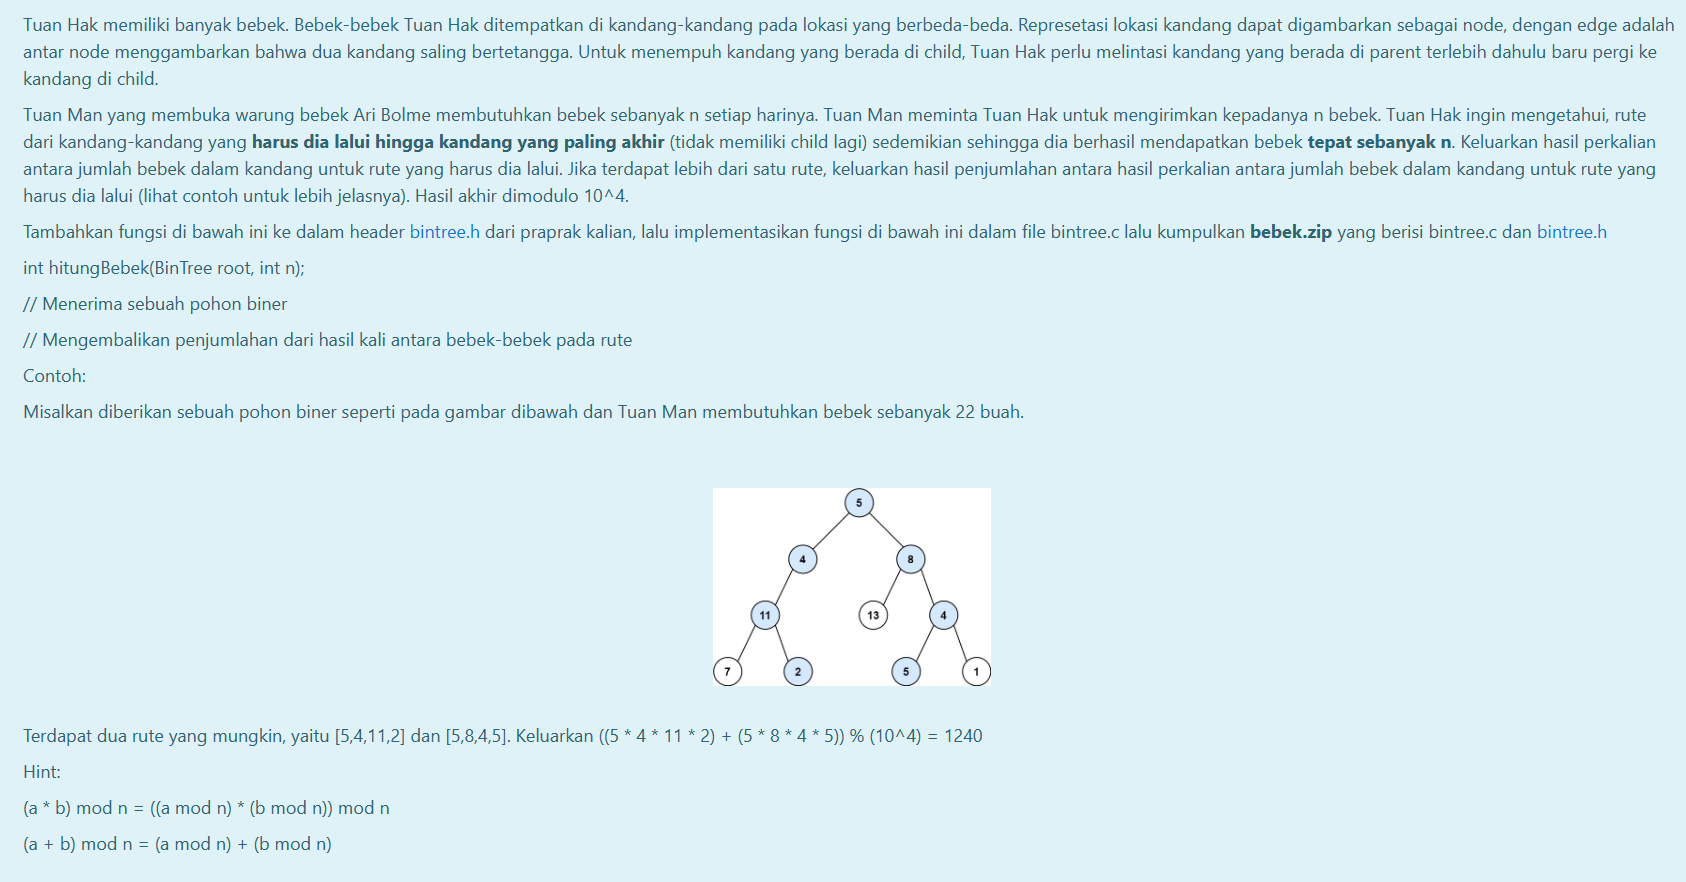 Tuan Hak memiliki banyak bebek. Bebek-bebek Tuan Hak ditempatkan di kandang-kandang pada lokasi yang berbeda-beda. Represetasi lokasi kandang dapat digambarkan sebagai node, dengan edge adalah
antar node menggambarkan bahwa dua kandang saling bertetangga. Untuk menempuh kandang yang berada di child, Tuan Hak perlu melintasi kandang yang berada di parent terlebih dahulu baru pergi ke
kandang di child.
Tuan Man yang membuka warung bebek Ari Bolme membutuhkan bebek sebanyak n setiap harinya. Tuan Man meminta Tuan Hak untuk mengirimkan kepadanya n bebek. Tuan Hak ingin mengetahui, rute
dari kandang-kandang yang harus dia lalui hingga kandang yang paling akhir (tidak memiliki child lagi) sedemikian sehingga dia berhasil mendapatkan bebek tepat sebanyak n. Keluarkan hasil perkalian
antara jumlah bebek dalam kandang untuk rute yang harus dia lalui. Jika terdapat lebih dari satu rute, keluarkan hasil penjumlahan antara hasil perkalian antara jumlah bebek dalam kandang untuk rute yang
harus dia lalui (lihat contoh untuk lebih jelasnya). Hasil akhir dimodulo 10^4.
Tambahkan fungsi di bawah ini ke dalam header bintree.h dari praprak kalian, lalu implementasikan fungsi di bawah ini dalam file bintree.c lalu kumpulkan bebek.zip yang berisi bintree.c dan bintree.h
int hitungBebek(BinTree root, int n);
// Menerima sebuah pohon biner
// Mengembalikan penjumlahan dari hasil kali antara bebek-bebek pada rute
Contoh:
Misalkan diberikan sebuah pohon biner seperti pada gambar dibawah dan Tuan Man membutuhkan bebek sebanyak 22 buah.
5
4 8
11 13 4
7 2 5 1
Terdapat dua rute yang mungkin, yaitu [5,4,11,2] dan [5,8,4,5]. Keluarkan ((5 * 4 * 11 * 2) + (5 * 8 * 4 * 5)) % (10^4) = 1240
Hint:
(a * b) mod n = ((a mod n) * (b mod n)) mod n
(a + b) mod n = (a mod n) + (b mod n)